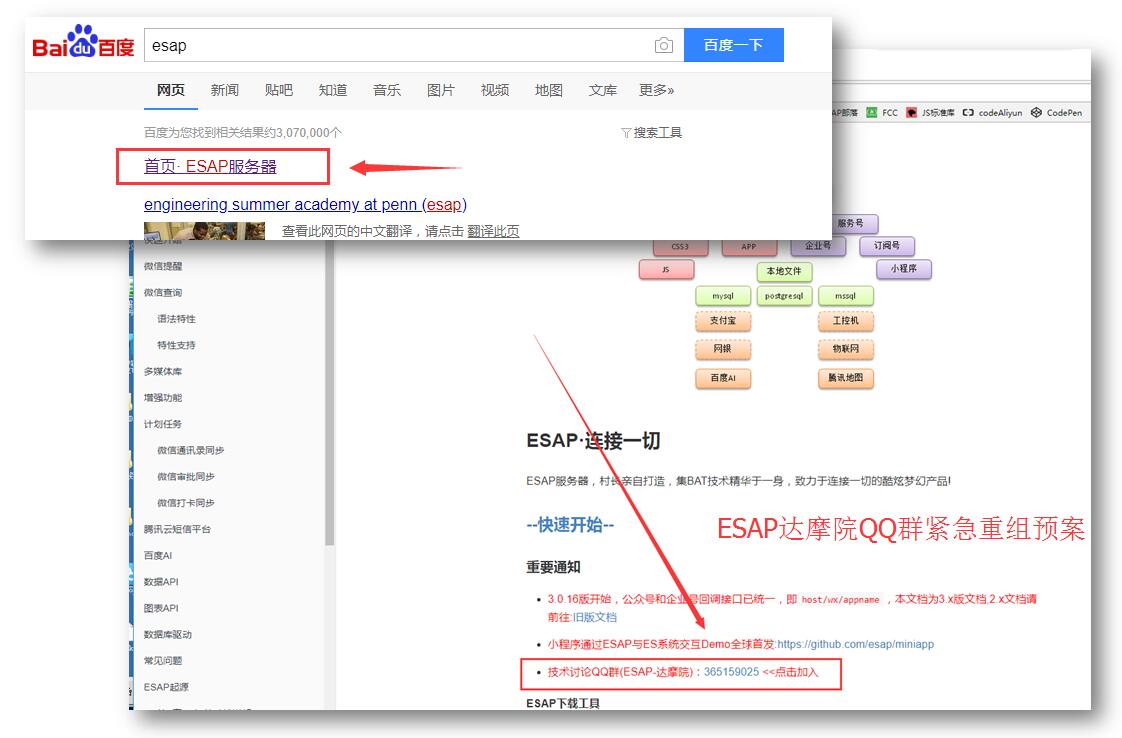 Bai du 百度
esap
百度一下
网页 新闻 贴吧 知道 音乐 图片 视频 地图 文库 更多»
百度为您找到相关结果约3,070,000个
搜索工具
首页· ESAP服务器
engineering summer academy at penn (esap)
查看此网页的中文翻译，请点击 翻译此页
AP部落 FCC JS标准库 codeAliyun CodePen
服务号
CSS3 APP 企业号 订阅号
JS 本地文件 小程序
mysql postgresql mssql
支付宝 工控机
网银 物联网
百度AI 腾讯地图
微信提醒
微信查询
语法特性
特性支持
多媒体库
增强功能
计划任务
微信通讯录同步
微信审批同步
微信打卡同步
腾讯云短信平台
百度AI
数据API
图表API
数据库驱动
常见问题
ESAP起源
ESAP·连接一切
ESAP服务器，村长亲自打造，集BAT技术精华于一身，致力于连接一切的酷炫梦幻产品!
--快速开始--
ESAP达摩院QQ群紧急重组预案
重要通知
3.0.16版开始，公众号和企业号回调接口已统一，即 host/wx/appname ，本文档为3.x版文档,2.x文档请
前往:旧版文档
小程序通过ESAP与ES系统交互Demo全球首发:https://github.com/esap/miniapp
技术讨论QQ群(ESAP-达摩院)：365159025 <<点击加入
ESAP下载工具